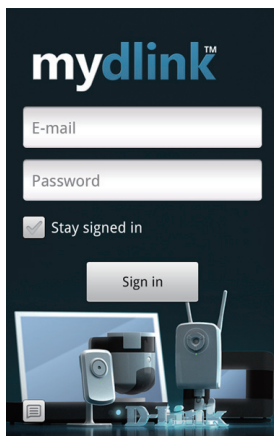 mydlink™
E-mail
Password
Stay signed in
Sign in
D-Link